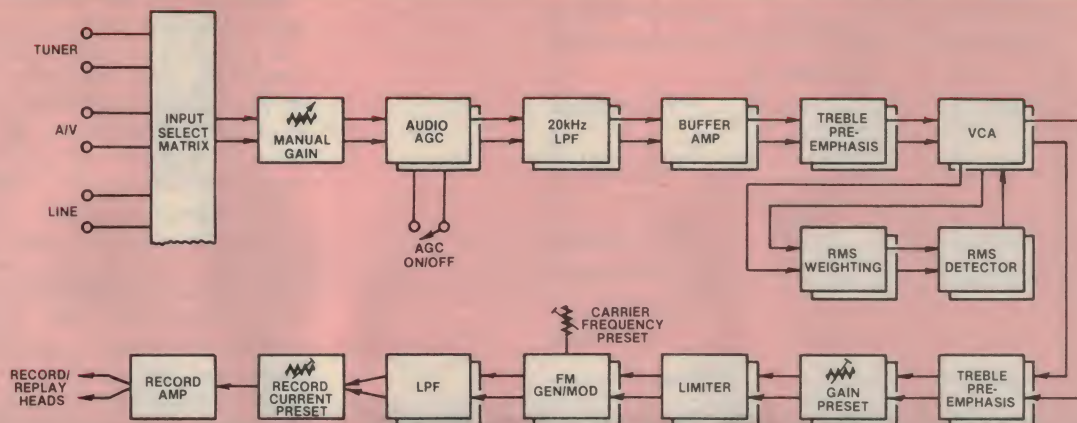 TUNER
A/V
LINE
INPUT
SELECT
MATRIX
MANUAL
GAIN
AUDIO
AGC
AGC
ON/OFF
20kHz
LPF
BUFFER
AMP
TREBLE
PRE-
EMPHASIS
VCA
RMS
WEIGHTING
RMS
DETECTOR
RECORD/
REPLAY
HEADS
RECORD
AMP
RECORD
CURRENT
PRESET
LPF
CARRIER
FREQUENCY
PRESET
FM
GEN/MOD
LIMITER
GAIN
PRESET
TREBLE
PRE-
EMPHASIS